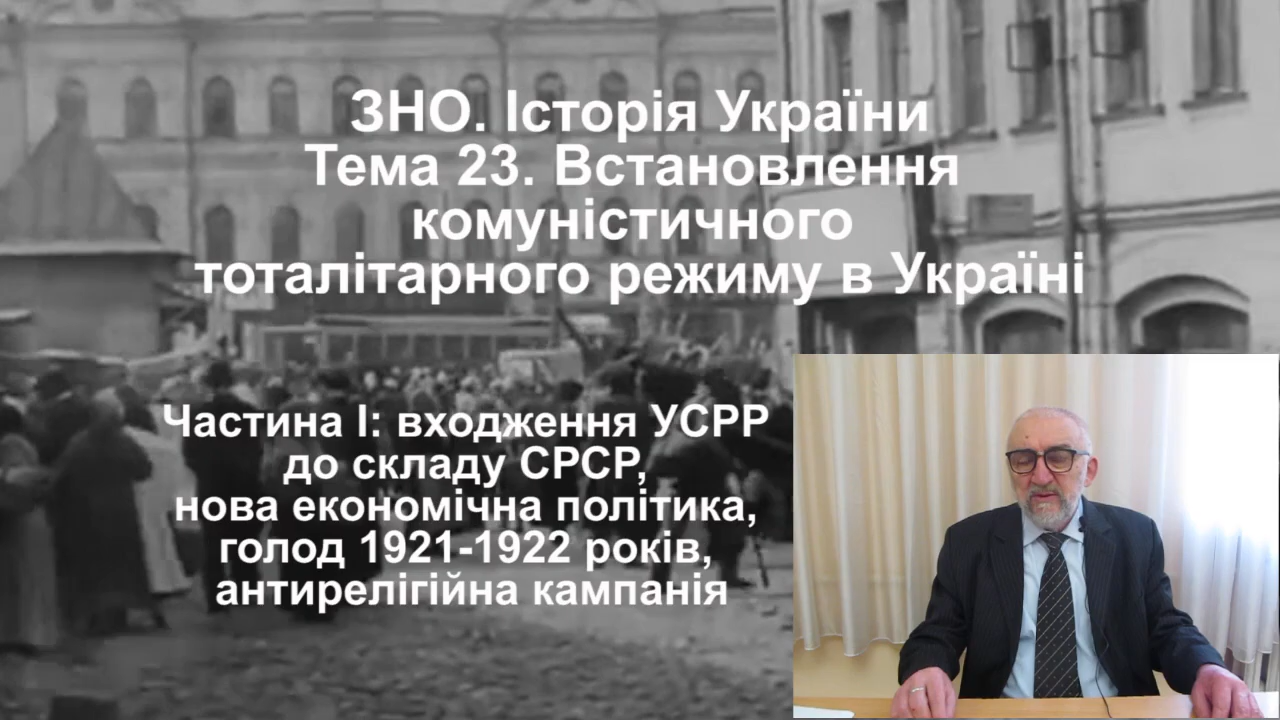 ЗНО. Історія України
Тема 23. Встановлення
комуністичного
тоталітарного режиму в Україні
Частина І: входження УСРР
до складу СРСР,
нова економічна політика,
голод 1921-1922 років,
антирелігійна кампанія